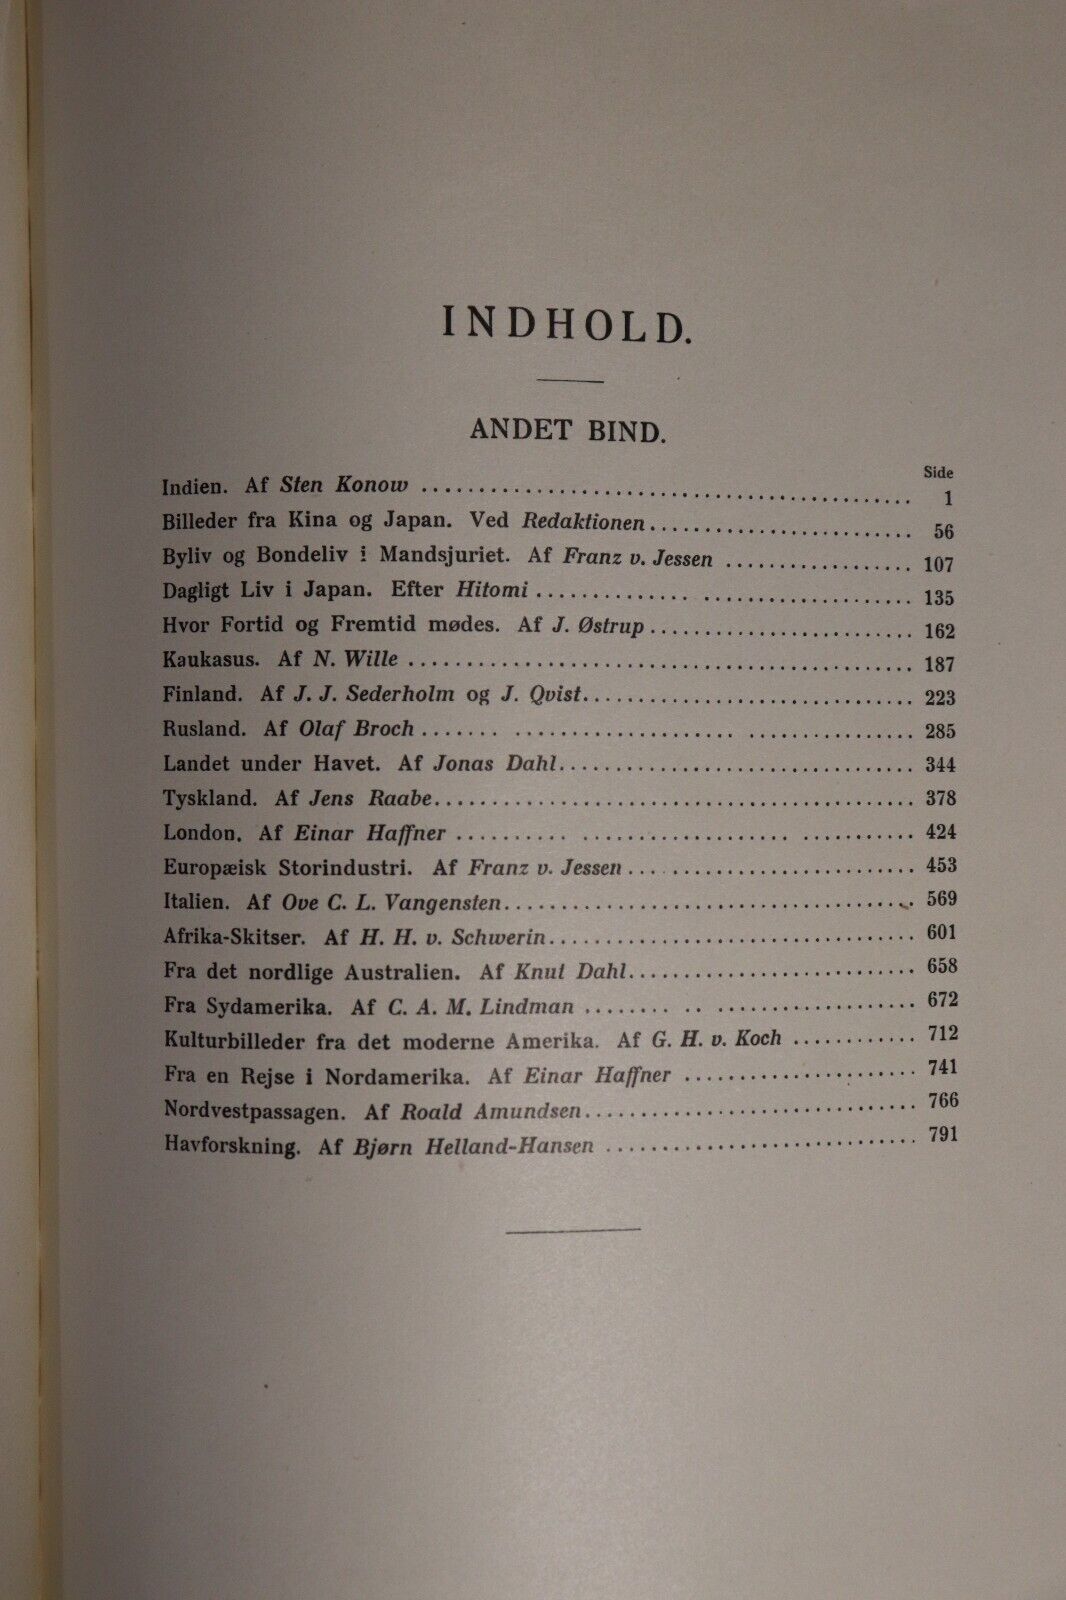 INDHOLD.
ANDET BIND.
Side
Indien. Af Sten Konow ........................................ 1
Billeder fra Kina og Japan. Ved Redaktionen........................ 56
Byliv og Bondeliv i Mandsjuriet. Af Franz v. Jessen .................. 107
Dagligt Liv i Japan. Efter Hitomi .............. ................... 135
Hvor Fortid og Fremtid mødes. Af J. Østrup........................ 162
Kaukasus. Af N. Wille ........................................ 187
Finland. Af J. J. Sederholm og J. Qvist............................. 223
Rusland. Af Olaf Broch....... .................... ............... 285
Landet under Havet. Af Jonas Dahl................................ 344
Tyskland. Af Jens Raabe........................................ 378
London. Af Einar Haffner .......... ................... ........... 424
Europæisk Storindustri. Af Franz v. Jessen .......................... 453
Italien. Af Ove C. L. Vangensten.................................... 569
Afrika-Skitser. Af H. H. v. Schwerin................................ 601
Fra det nordlige Australien. Af Knut Dahl.......................... 658
Fra Sydamerika. Af C. A. M. Lindman ........ .. ................... 672
Kulturbilleder fra det moderne Amerika. Af G. H. v. Koch ............ 712
Fra en Rejse i Nordamerika. Af Einar Haffner ...................... 741
Nordvestpassagen. Af Roald Amundsen.............................. 766
Havforskning. Af Bjørn Helland-Hansen ............................ 791